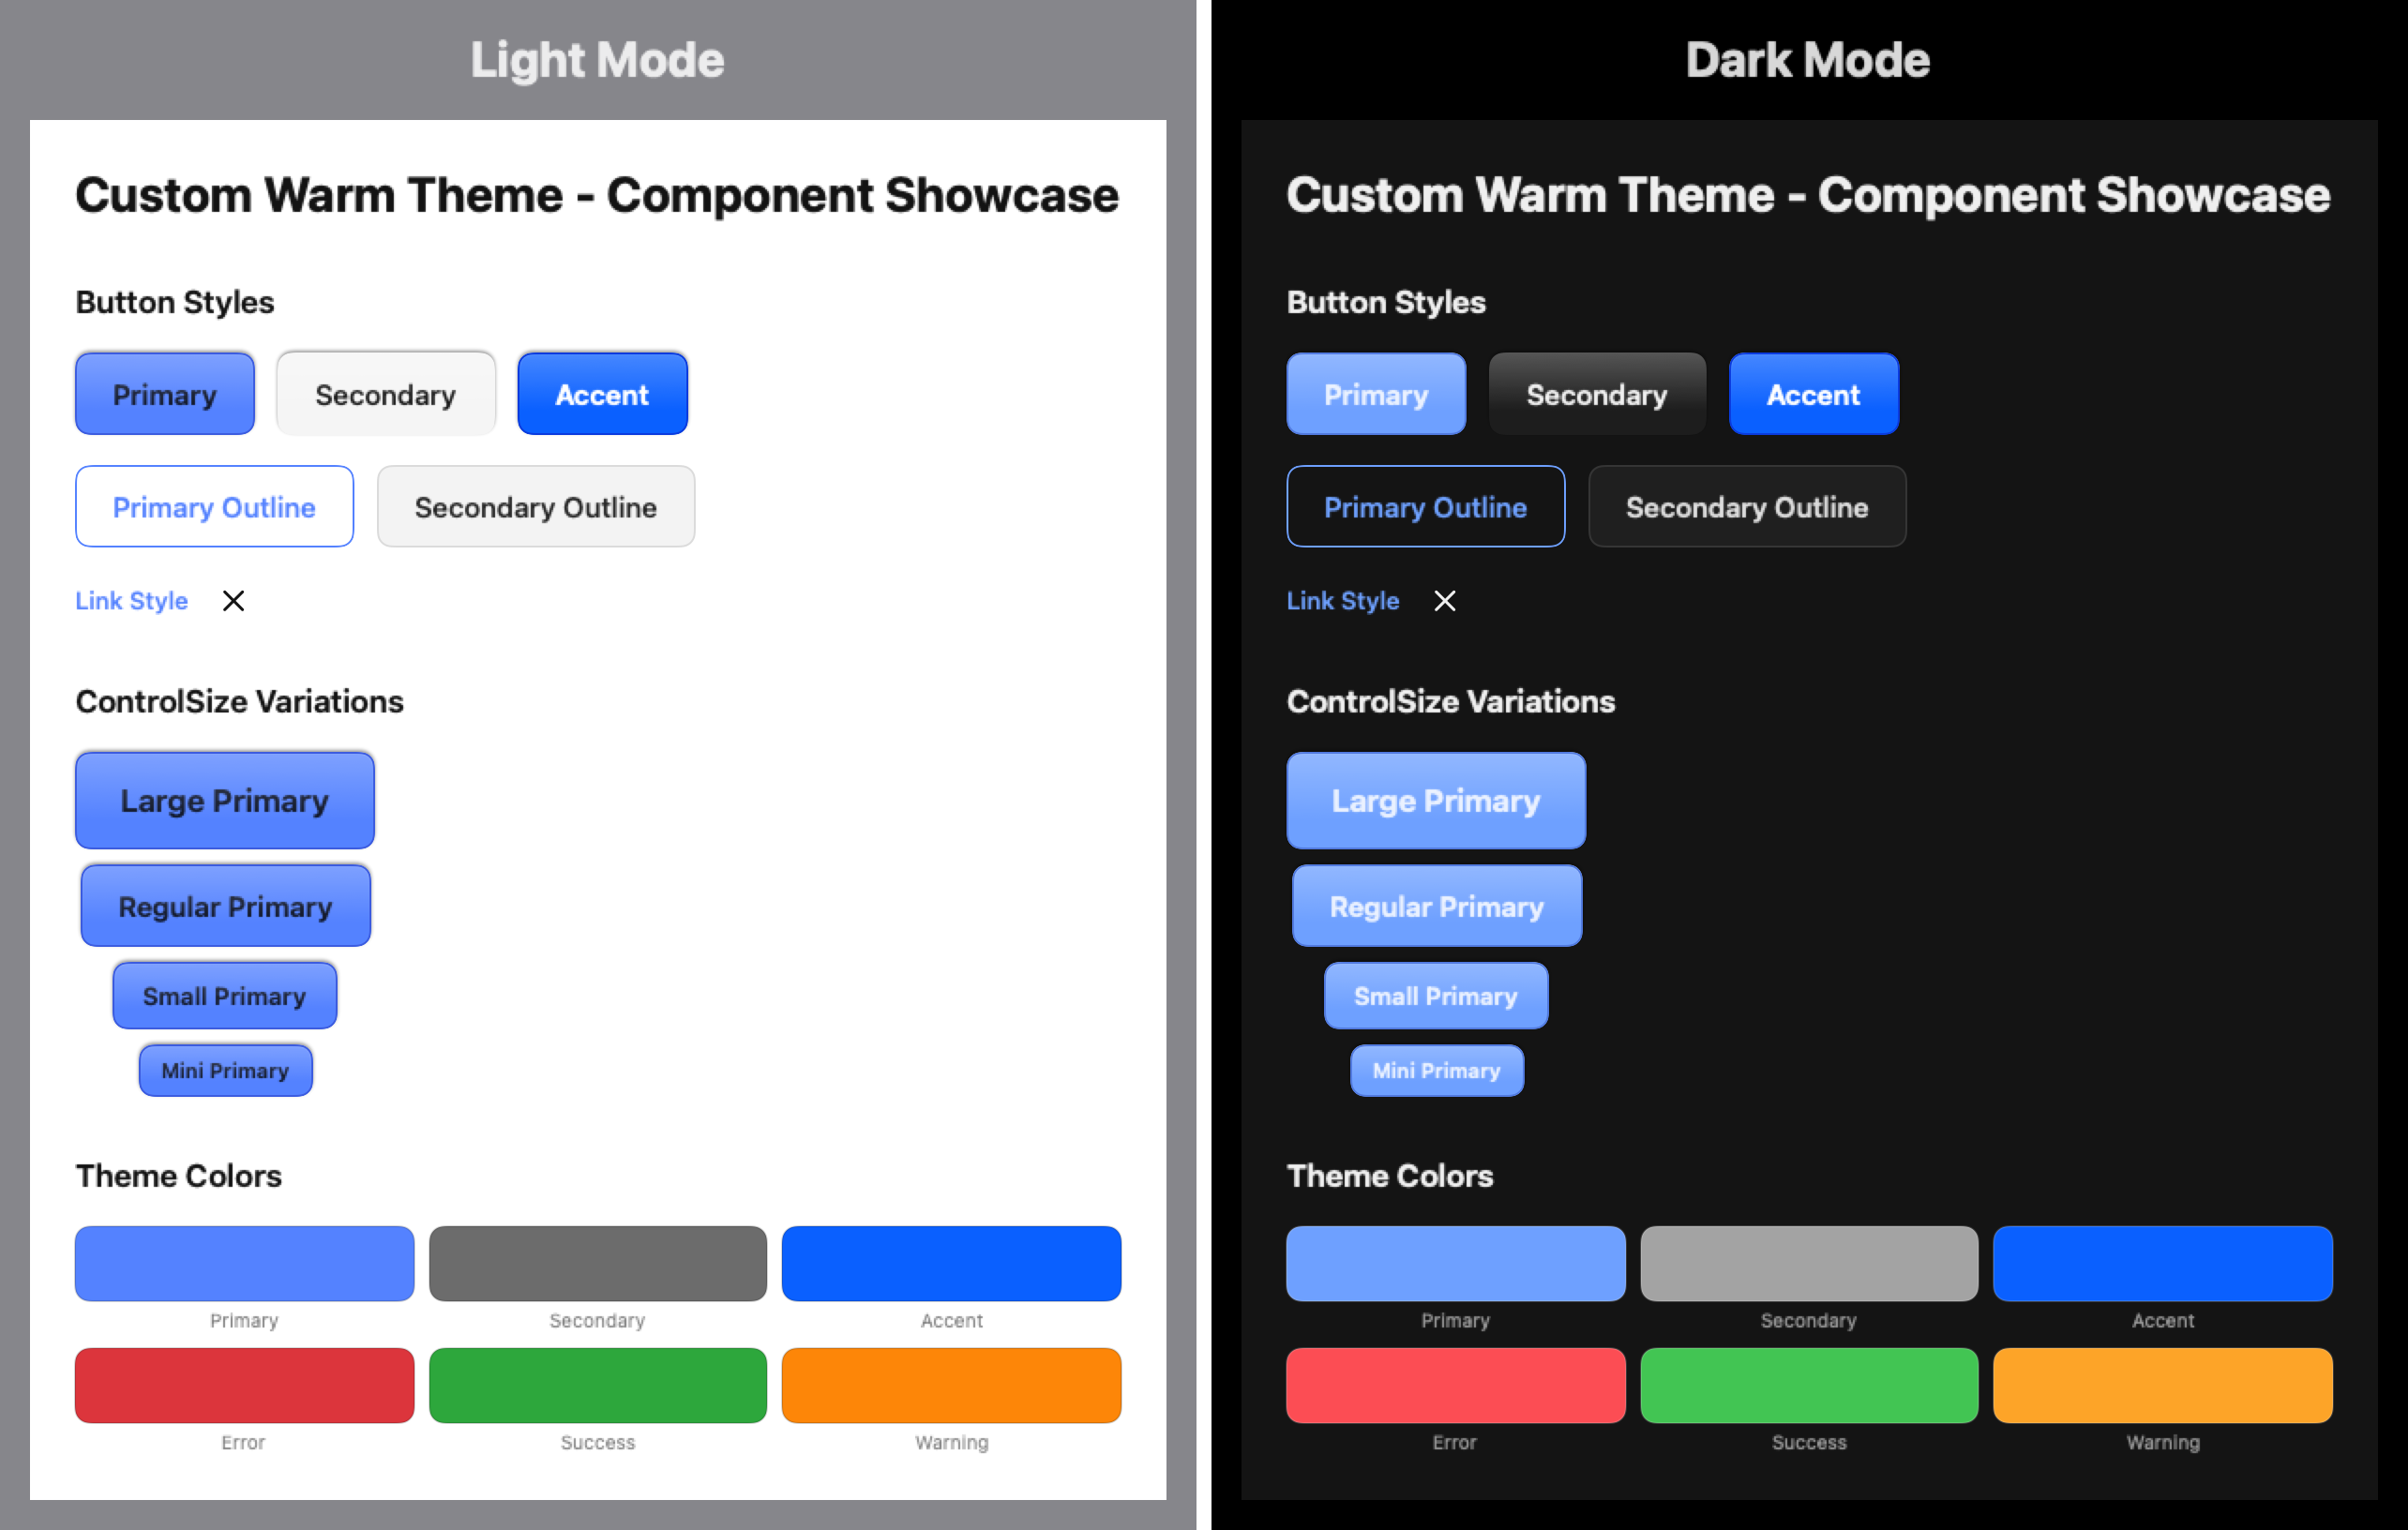 Light Mode
Custom Warm Theme - Component Showcase
Button Styles
Primary Secondary Accent
Primary Outline Secondary Outline
Link Style
ControlSize Variations
Large Primary
Regular Primary
Small Primary
Mini Primary
Theme Colors
Primary Secondary Accent
Error Success Warning
Dark Mode
Custom Warm Theme - Component Showcase
Button Styles
Primary Secondary Accent
Primary Outline Secondary Outline
Link Style
ControlSize Variations
Large Primary
Regular Primary
Small Primary
Mini Primary
Theme Colors
Primary Secondary Accent
Error Success Warning